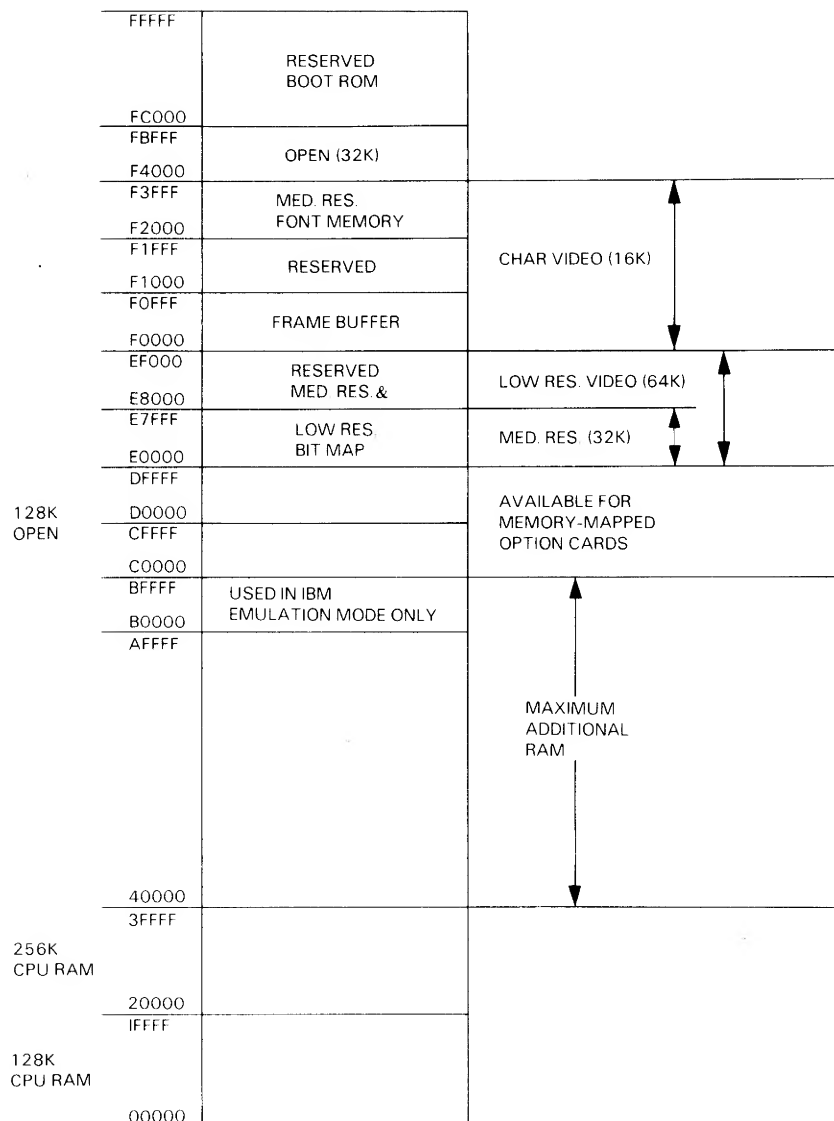 FFFFF
RESERVED
BOOT ROM
FC000
FBFFF
OPEN (32K)
F4000
F3FFF
MED. RES.
FONT MEMORY
F2000
F1FFF
RESERVED
CHAR VIDEO (16K)
F1000
F0FFF
FRAME BUFFER
F0000
EF000
RESERVED
MED. RES.&
LOW RES. VIDEO (64K)
E8000
E7FFF
LOW RES.
BIT MAP
MED. RES. (32K)
E0000
DFFFF
128K
OPEN
D0000
CFFFF
AVAILABLE FOR
MEMORY-MAPPED
OPTION CARDS
C0000
BFFFF
USED IN IBM
EMULATION MODE ONLY
B0000
AFFFF
MAXIMUM
ADDITIONAL
RAM
40000
3FFFF
256K
CPU RAM
20000
IFFFF
128K
CPU RAM
00000